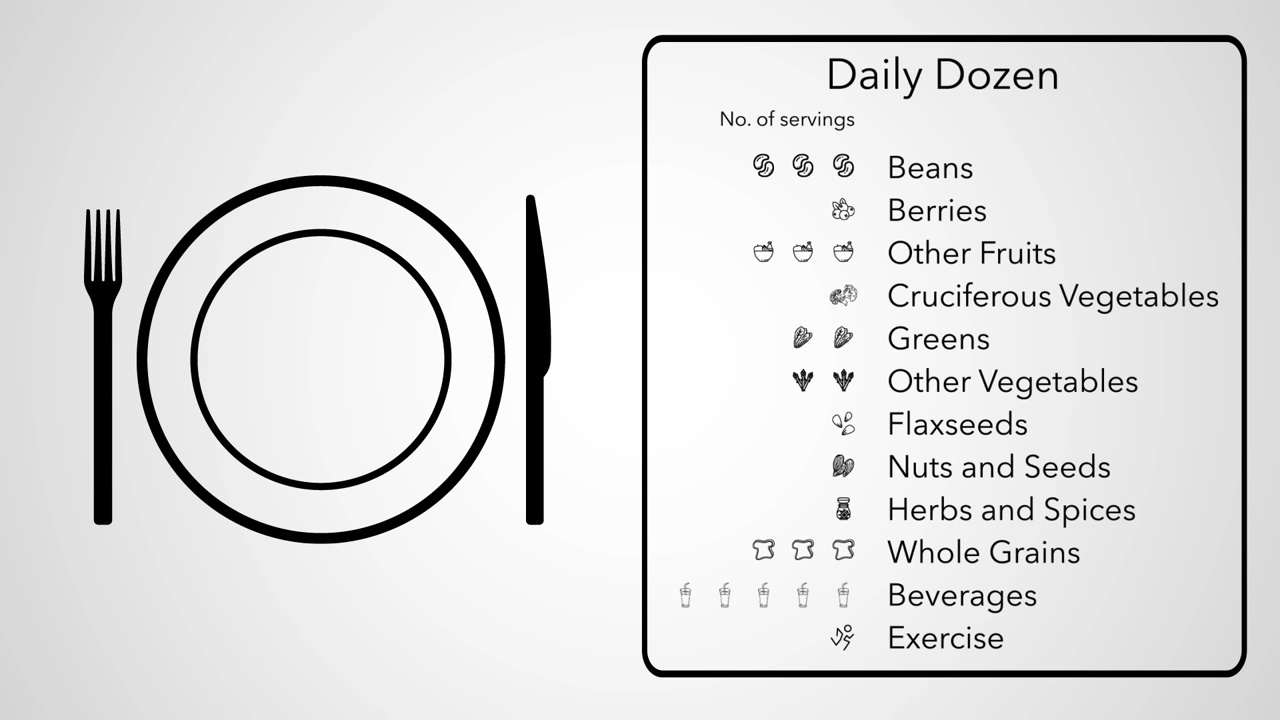 Daily Dozen
No. of servings
Beans
Berries
Other Fruits
Cruciferous Vegetables
Greens
Other Vegetables
Flaxseeds
Nuts and Seeds
Herbs and Spices
Whole Grains
Beverages
Exercise